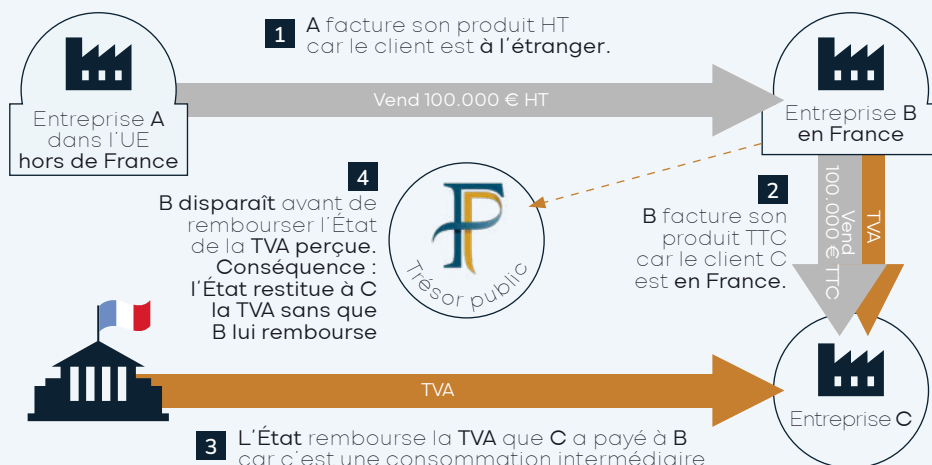 1
A facture son produit HT
car le client est à l'étranger.
Vend 100.000 € HT
Entreprise A
dans l'UE
hors de France
Entreprise B
en France
4
B disparaît avant de
rembourser l'État
de la TVA perçue.
Conséquence :
l'État restitue à C
la TVA sans que
B lui rembourse
Trésor public
2
B facture son
produit TTC
car le client C
est en France.
Vend
100.000 € TTC
TVA
TVA
Entreprise C
3
L'État rembourse la TVA que C a payé à B
car c'est une consommation intermédiaire